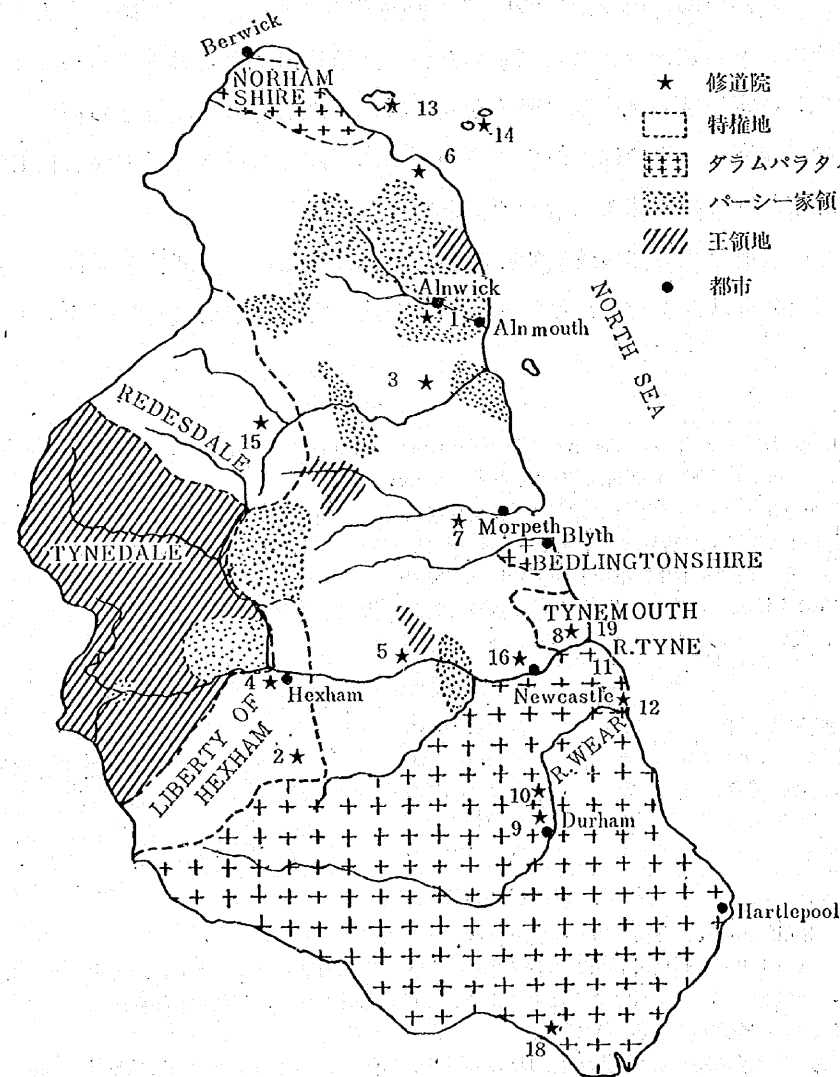 Berwick
NORHAM
SHIRE
13
14
6
Alnwick
1
Alnmouth
3
NORTH SEA
REDESDALE
15
Morpeth
7
Blyth
BEDLINGTONSHIRE
TYNEDALE
TYNEMOUTH
8
19
R.TYNE
5
16
11
Newcastle
12
4
Hexham
LIBERTY OF
HEXHAM
2
R. WEAR
10
9
Durham
Hartlepool
18
修道院
特権地
ダラムパラタ
パーシー家領
王領地
都市